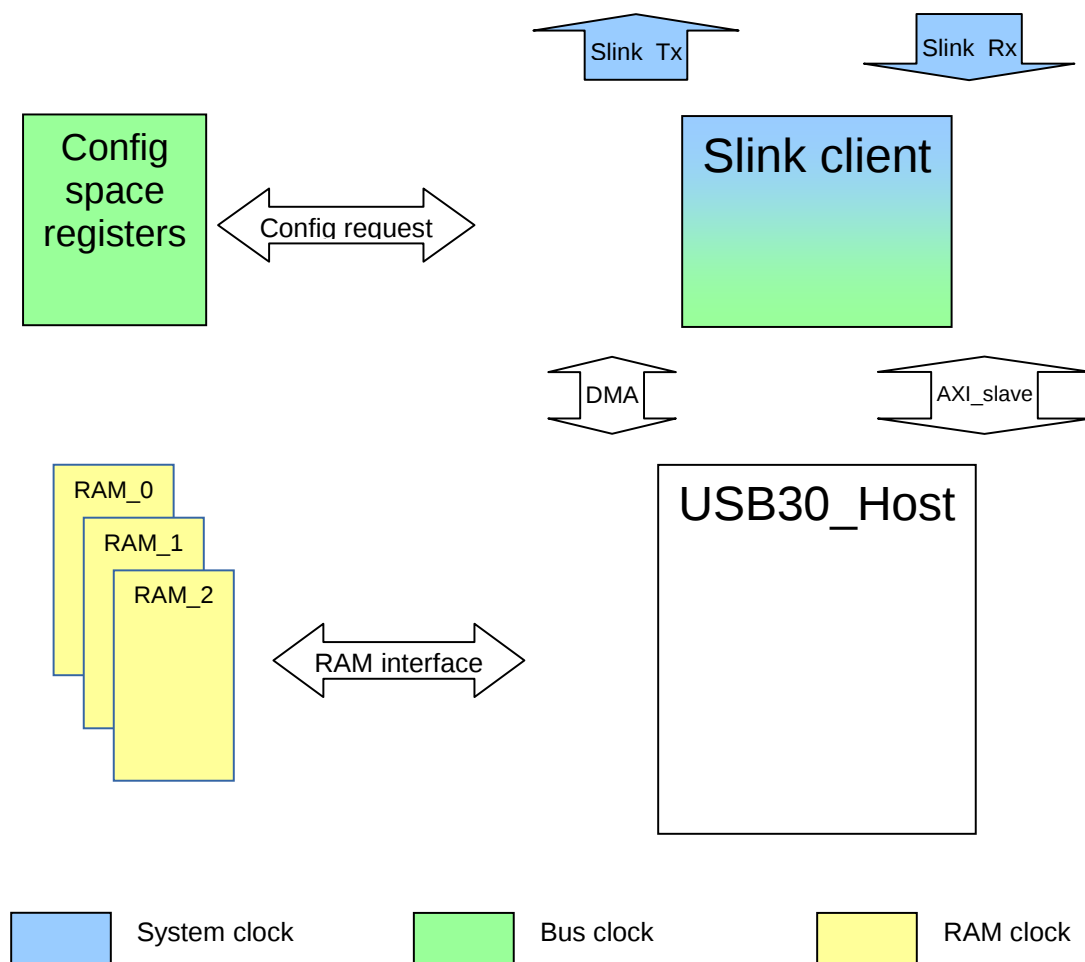 Slink Tx
Slink Rx
Config
space
registers
Slink client
Config request
DMA
AXI_slave
RAM_0
RAM_1
RAM_2
USB30_Host
RAM interface
System clock
Bus clock
RAM clock